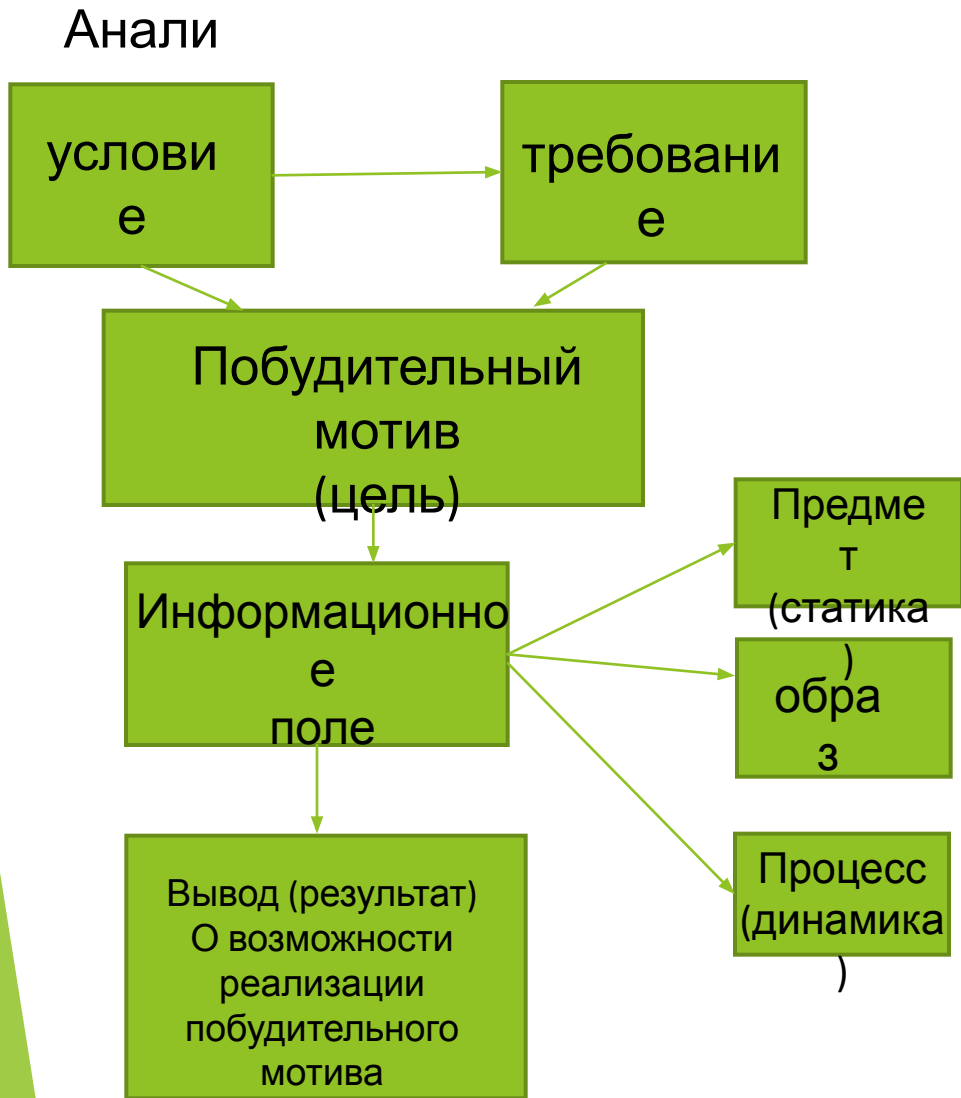 Анали
услови
е
требовани
е
Побудительный
мотив
(цель)
Информационно
е
поле
Предме
т
(статика
)
обра
з
Процесс
(динамика
)
Вывод (результат)
О возможности
реализации
побудительного
мотива